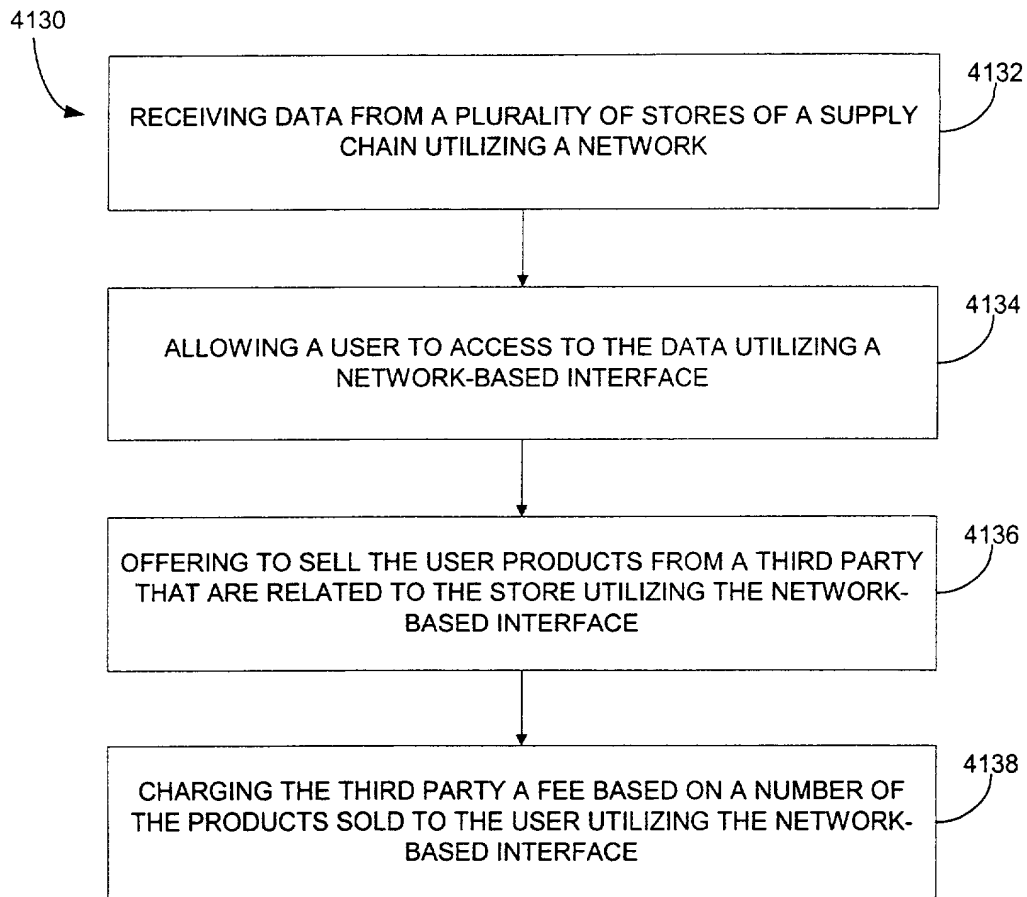 4130
4132
RECEIVING DATA FROM A PLURALITY OF STORES OF A SUPPLY
CHAIN UTILIZING A NETWORK
4134
ALLOWING A USER TO ACCESS TO THE DATA UTILIZING A
NETWORK-BASED INTERFACE
4136
OFFERING TO SELL THE USER PRODUCTS FROM A THIRD PARTY
THAT ARE RELATED TO THE STORE UTILIZING THE NETWORK-
BASED INTERFACE
4138
CHARGING THE THIRD PARTY A FEE BASED ON A NUMBER OF
THE PRODUCTS SOLD TO THE USER UTILIZING THE NETWORK-
BASED INTERFACE